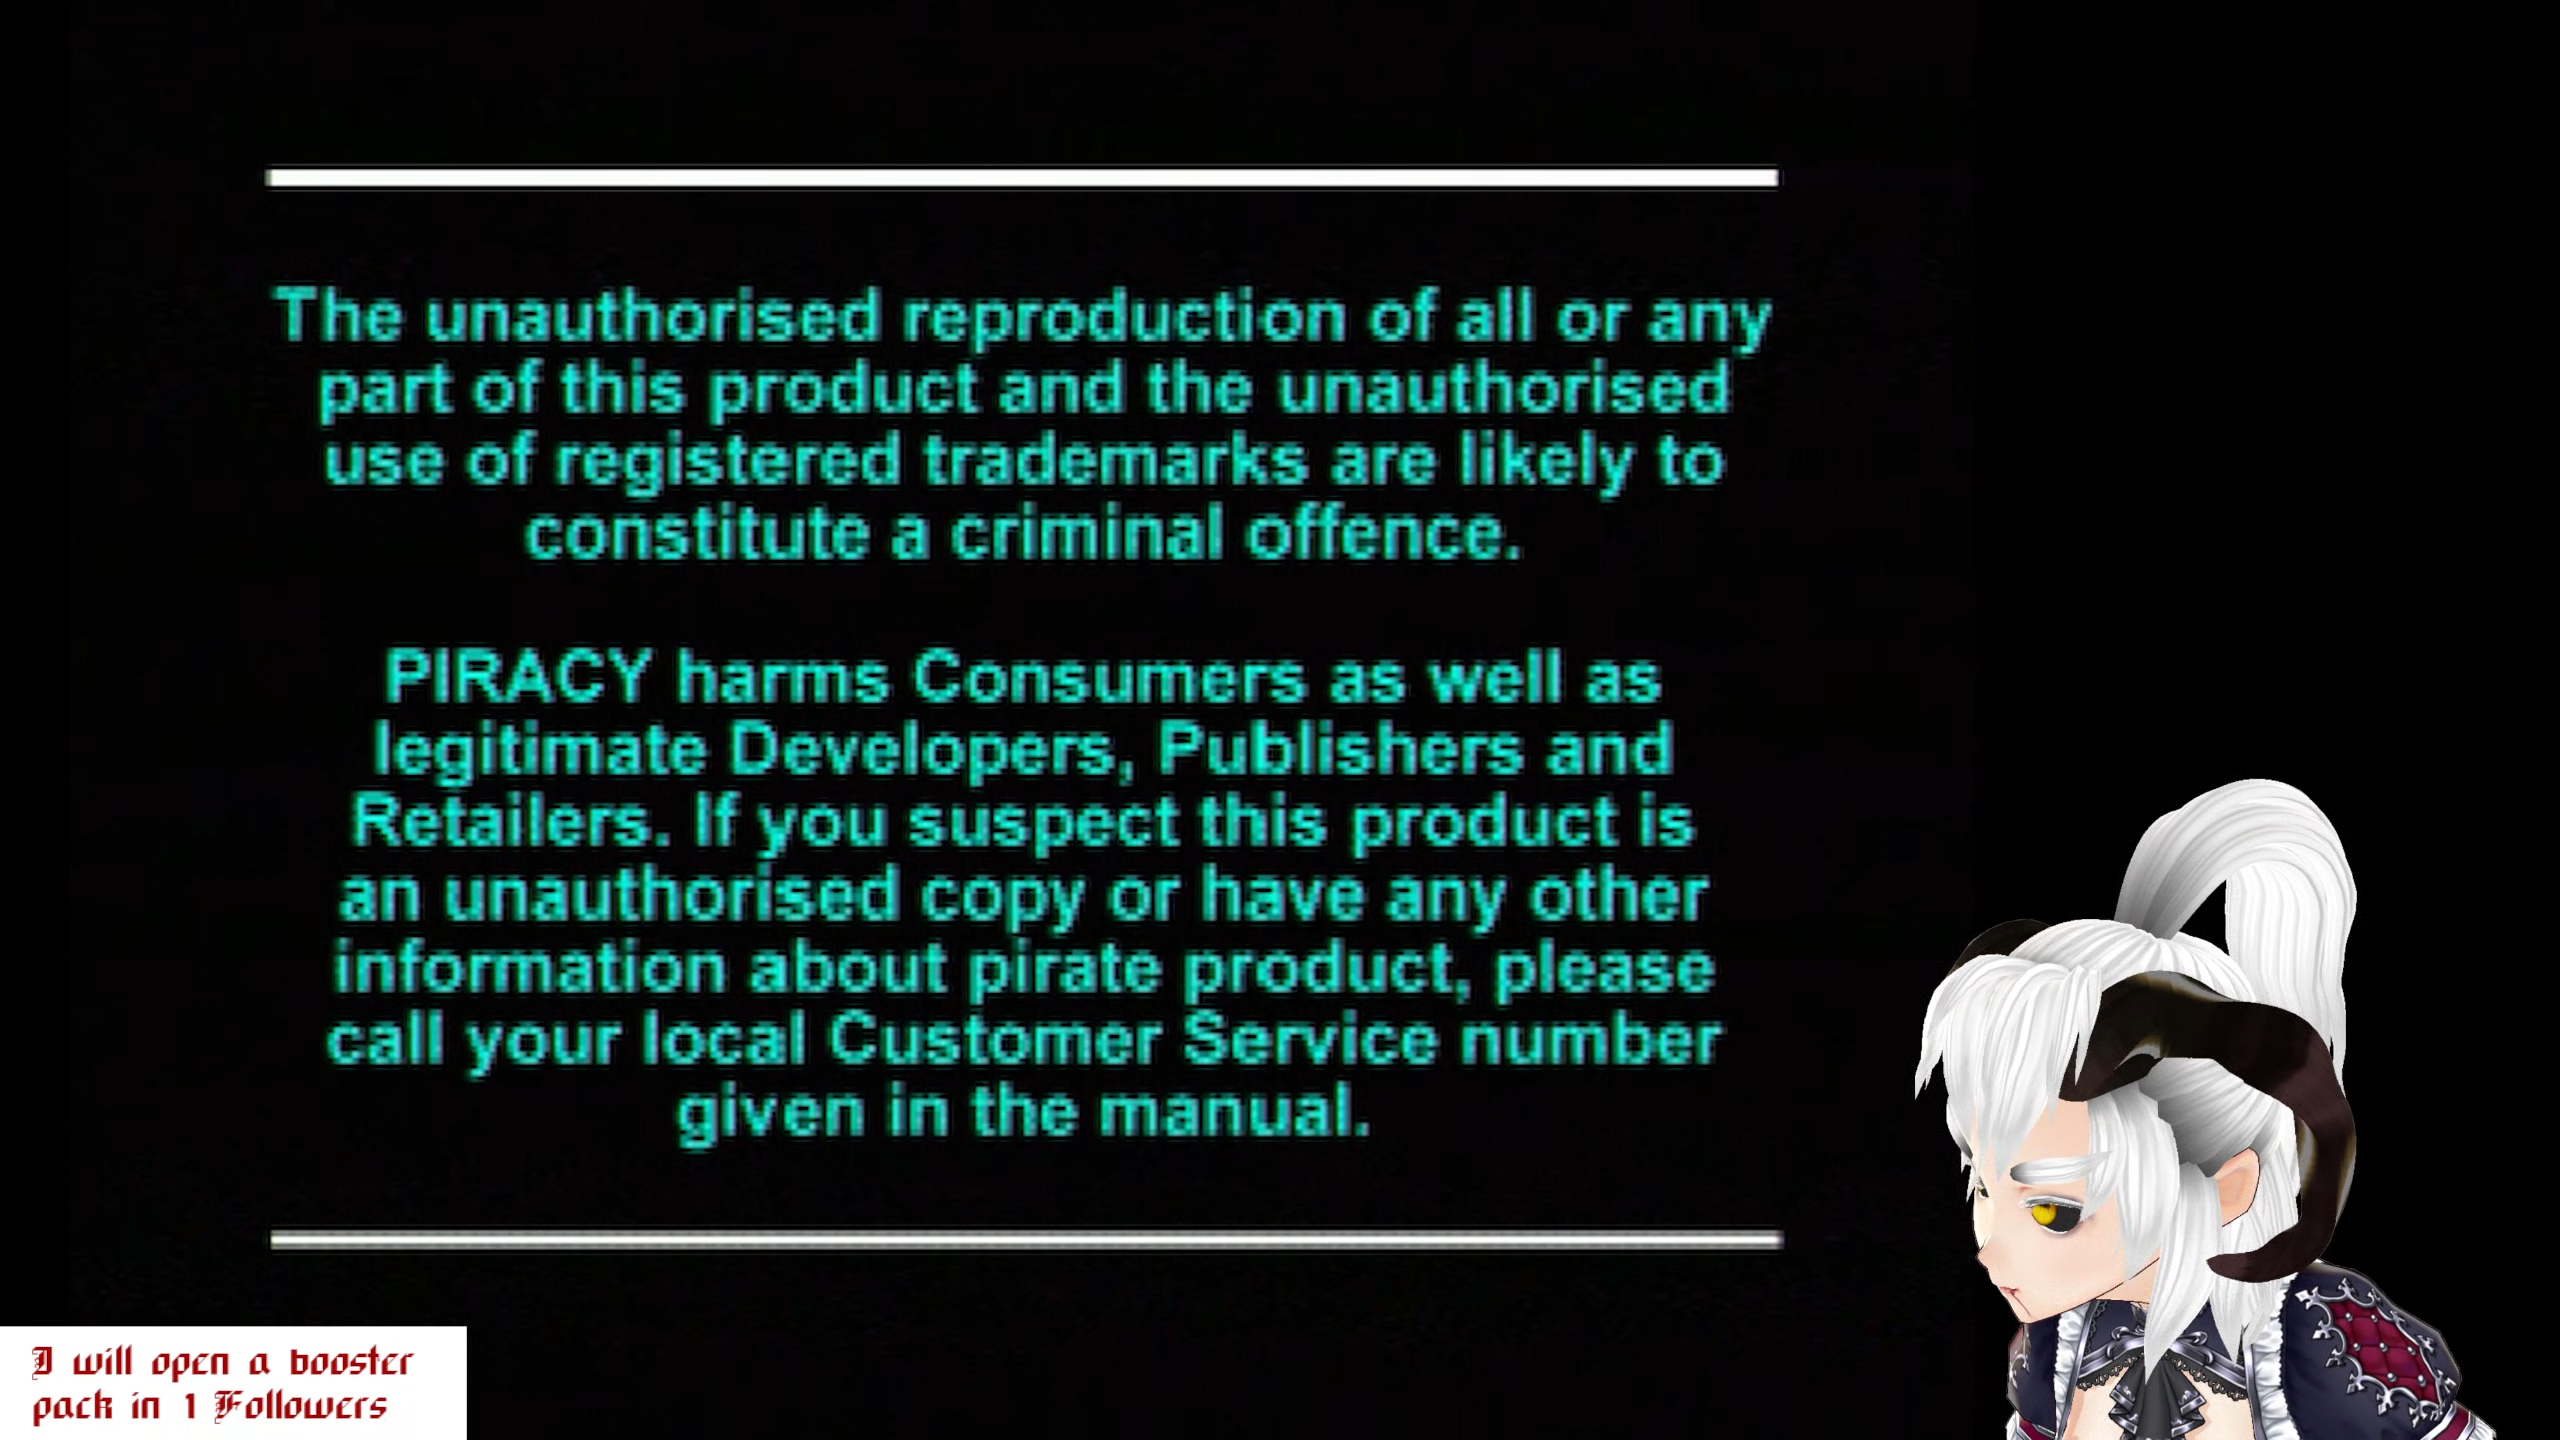 The unauthorised reproduction of all or any
part of this product and the unauthorised
use of registered trademarks are likely to
constitute a criminal offence.
PIRACY harms Consumers as well as
legitimate Developers, Publishers and
Retailers. If you suspect this product is
an unauthorised copy or have any other
information about pirate product, please
call your local Customer Service number
given in the manual.
I will open a booster
pack in 1 Followers